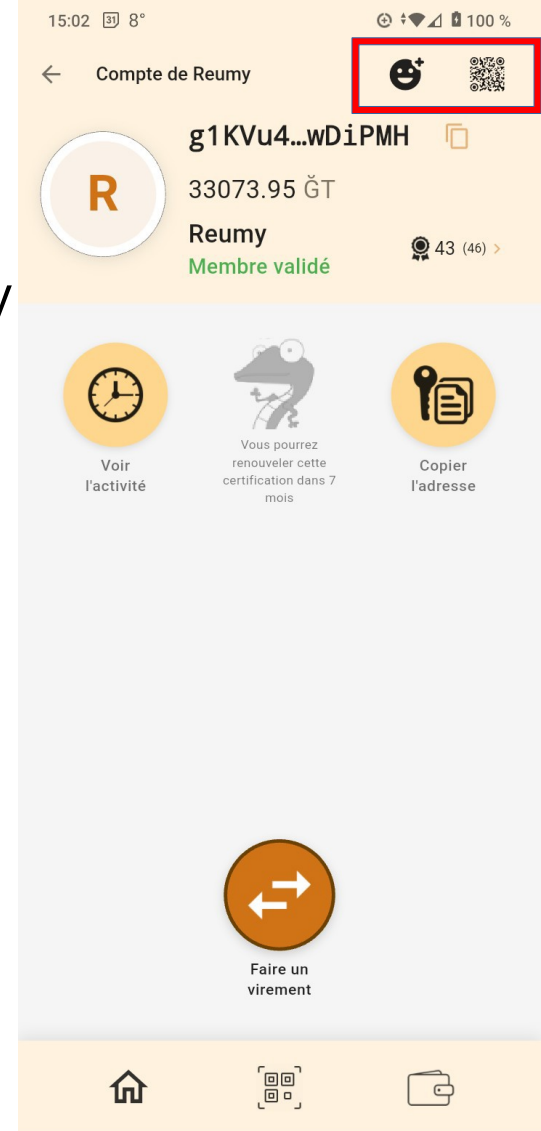 15:02 31 8° 100 %
Compte de Reumy
g1KVu4…wDiPMH
33073.95 ĞT
R
Reumy
43 (46) >
Membre validé
Vous pourrez
renouveler cette
certification dans 7
mois
Voir
l'activité
Copier
l'adresse
Faire un
virement